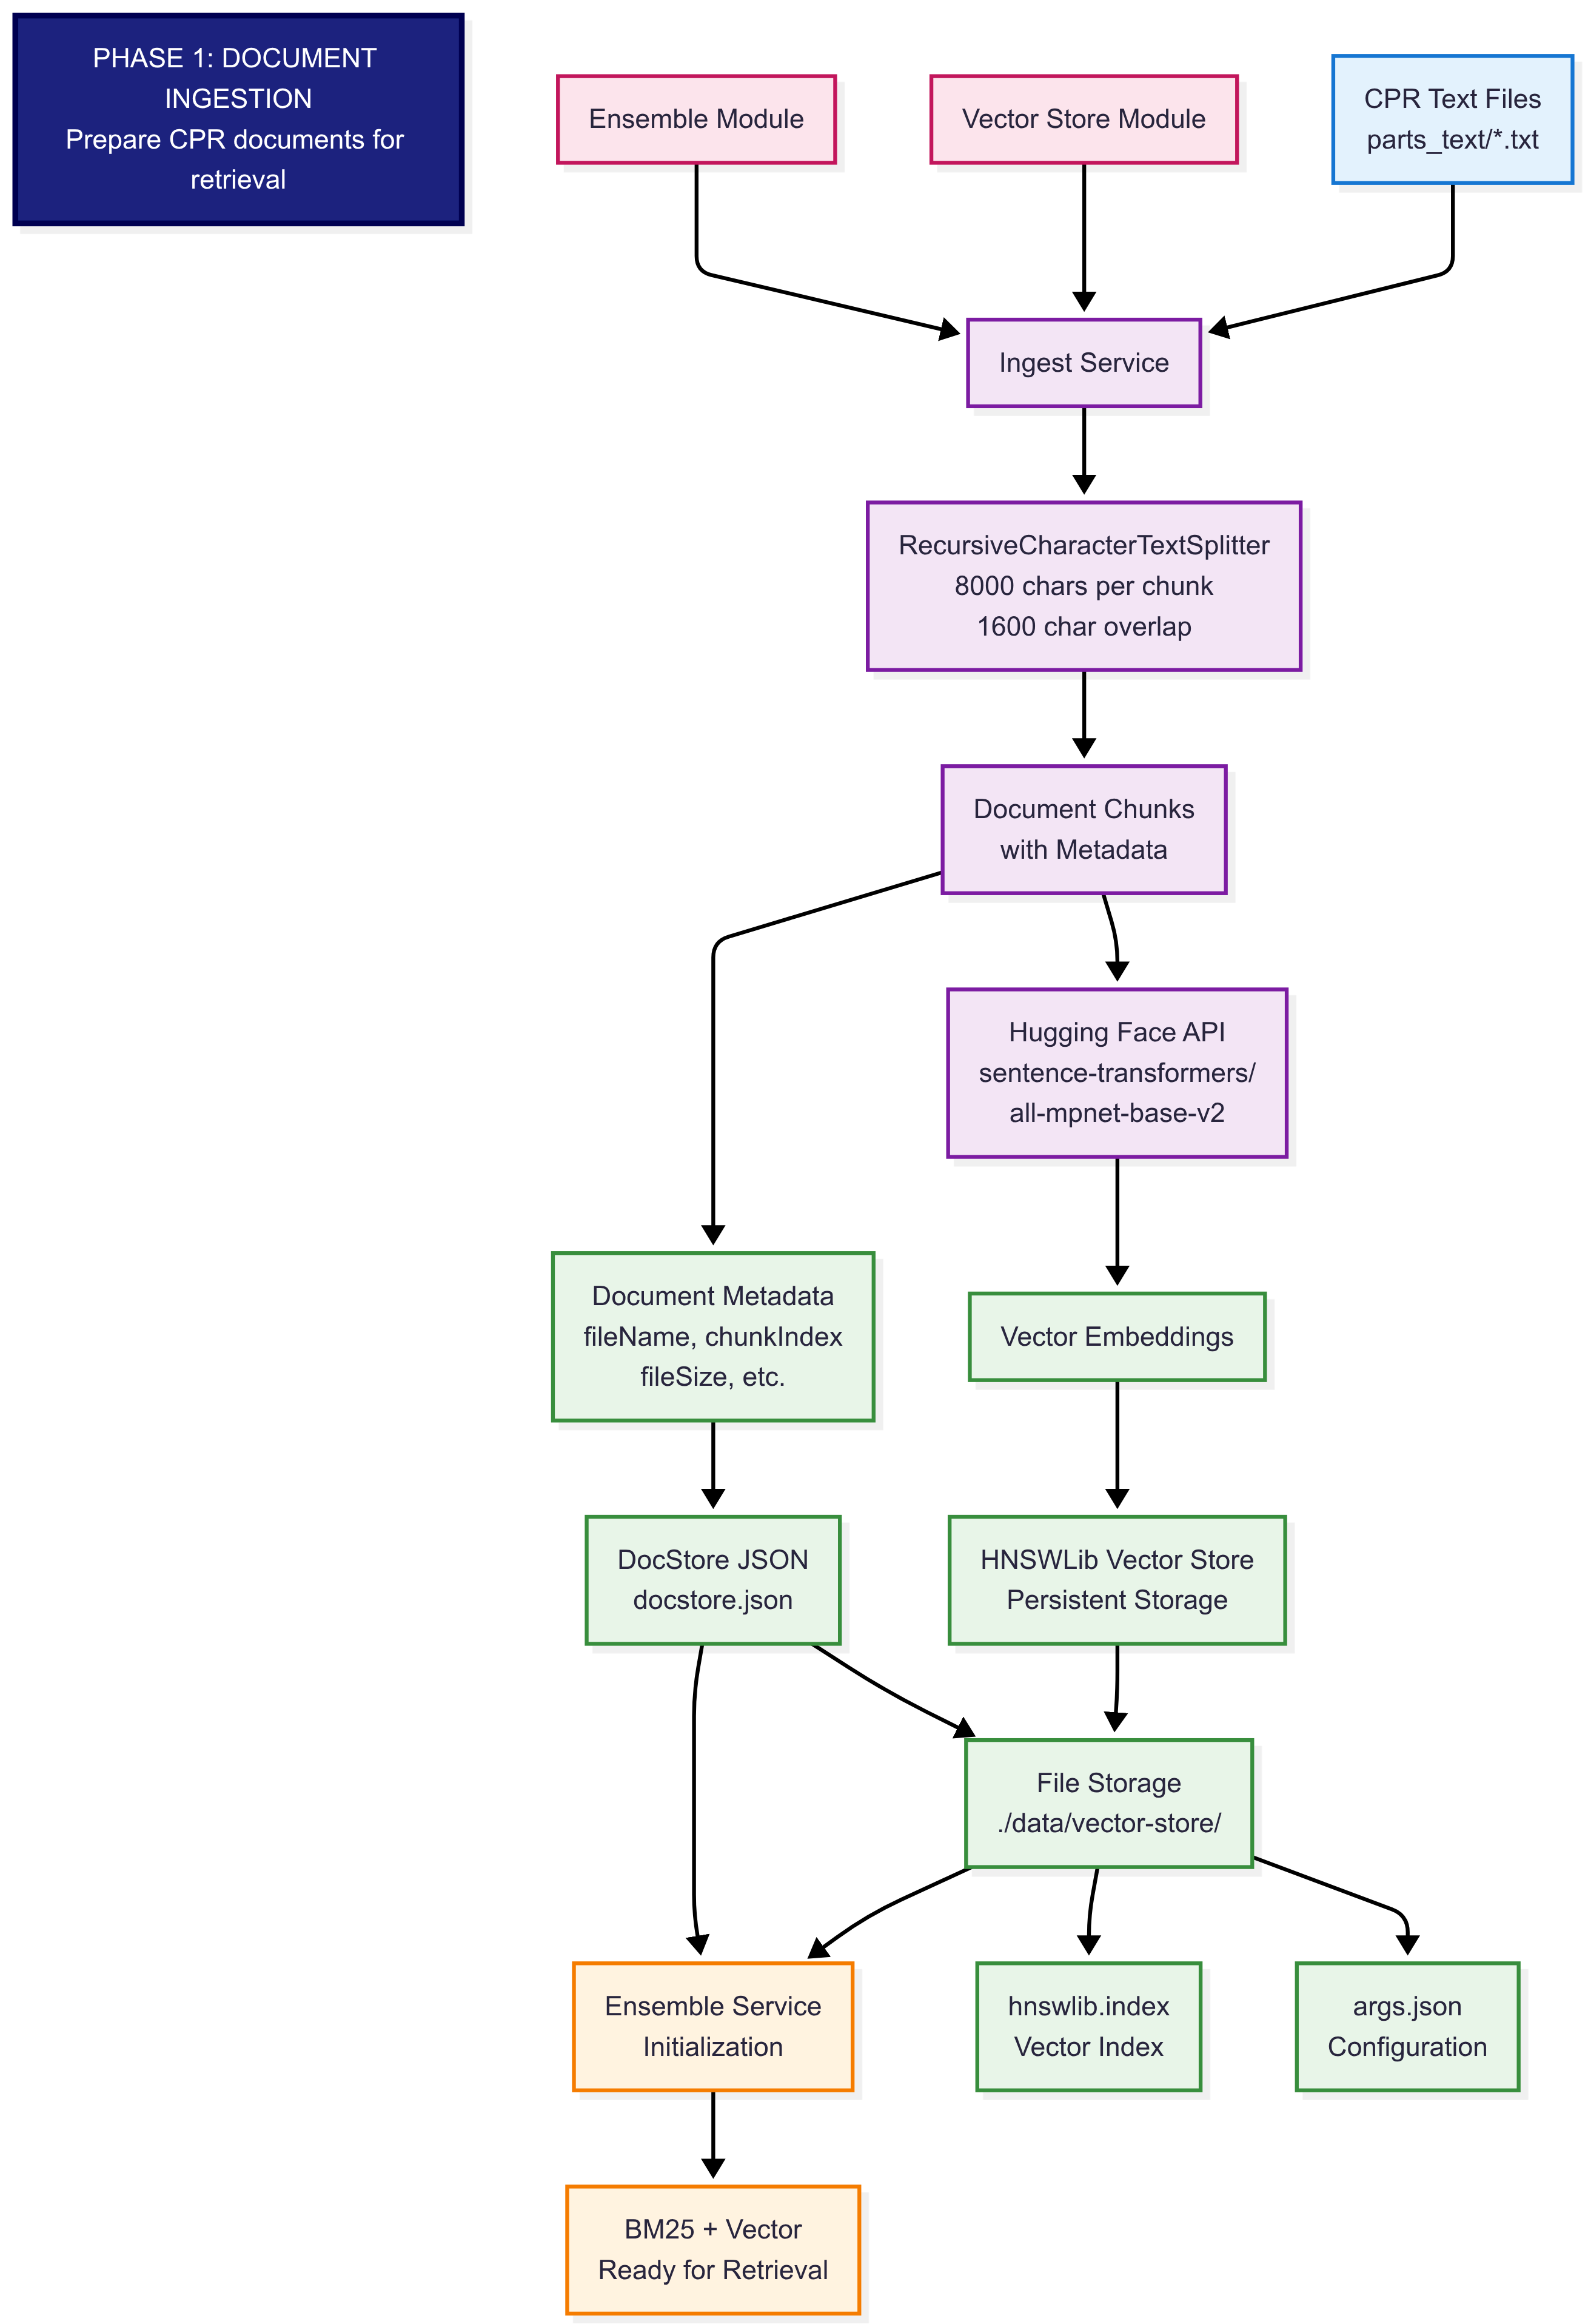 PHASE 1: DOCUMENT
INGESTION
Prepare CPR documents for
retrieval
Ensemble Module
Vector Store Module
CPR Text Files
parts_text/*.txt
Ingest Service
RecursiveCharacterTextSplitter
8000 chars per chunk
1600 char overlap
Document Chunks
with Metadata
Hugging Face API
sentence-transformers/
all-mpnet-base-v2
Document Metadata
fileName, chunkIndex
fileSize, etc.
Vector Embeddings
DocStore JSON
docstore.json
HNSWLib Vector Store
Persistent Storage
File Storage
./data/vector-store/
Ensemble Service
Initialization
hnswlib.index
Vector Index
args.json
Configuration
BM25 + Vector
Ready for Retrieval